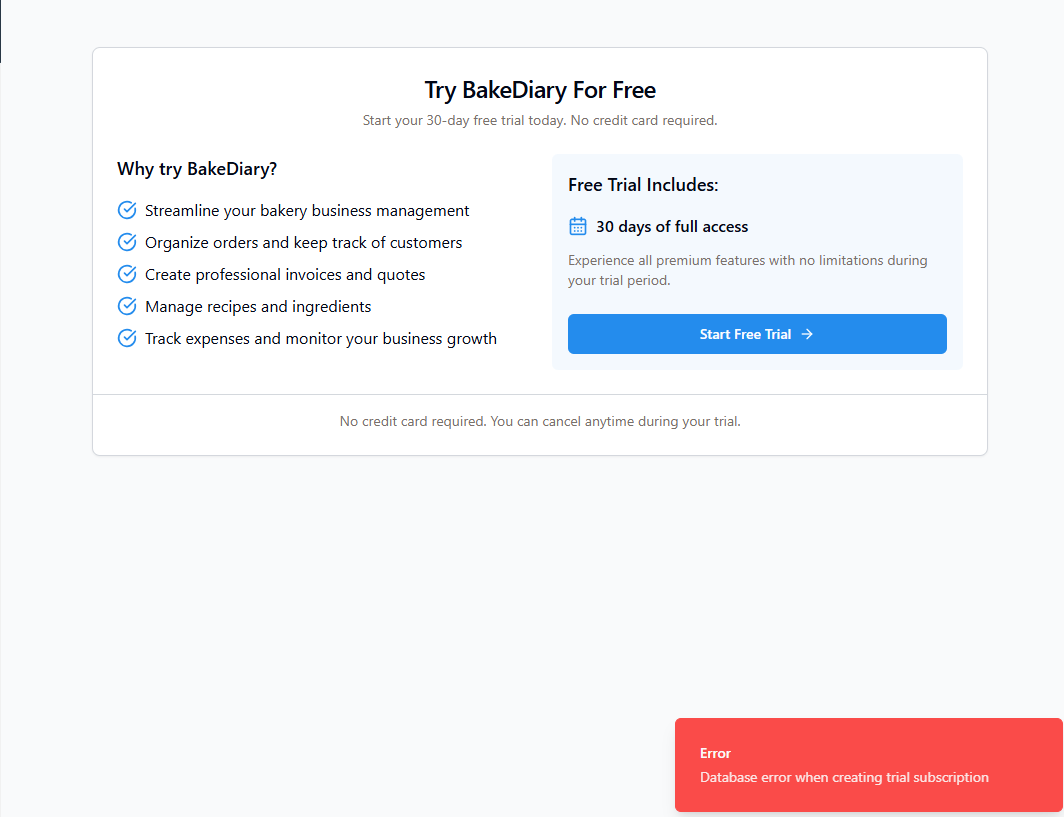 Try BakeDiary For Free
Start your 30-day free trial today. No credit card required.
Why try BakeDiary?
Streamline your bakery business management
Organize orders and keep track of customers
Create professional invoices and quotes
Manage recipes and ingredients
Track expenses and monitor your business growth
Free Trial Includes:
30 days of full access
Experience all premium features with no limitations during
your trial period.
Start Free Trial →
No credit card required. You can cancel anytime during your trial.
Error
Database error when creating trial subscription